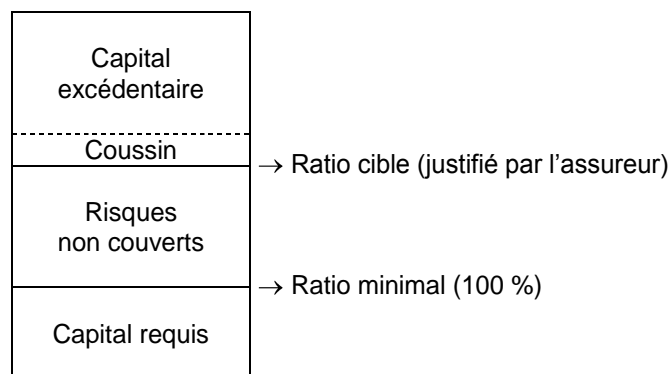 Capital
excédentaire
Coussin
→ Ratio cible (justifié par l’assureur)
Risques
non couverts
→ Ratio minimal (100 %)
Capital requis